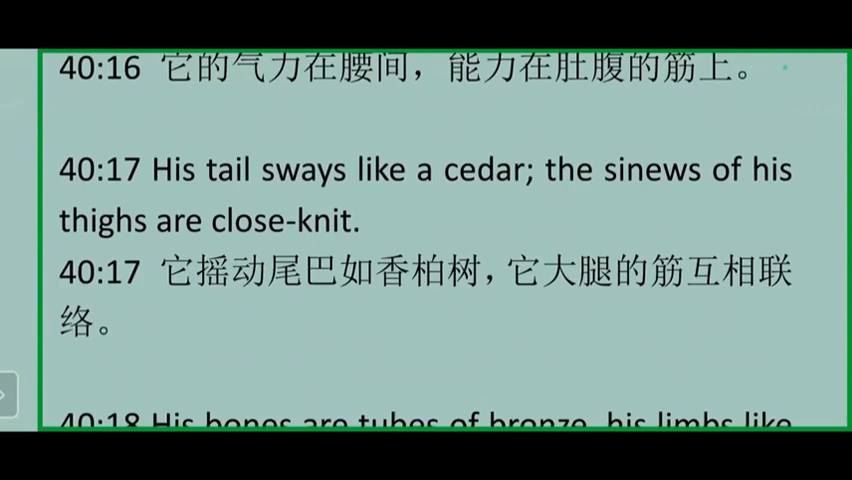 40:16 它的气力在腰间，能力在肚腹的筋上。
40:17 His tail sways like a cedar; the sinews of his
thighs are close-knit.
40:17 它摇动尾巴如香柏树，它大腿的筋互相联
络。
40:18 His bones are tubes of bronze, his limbs like